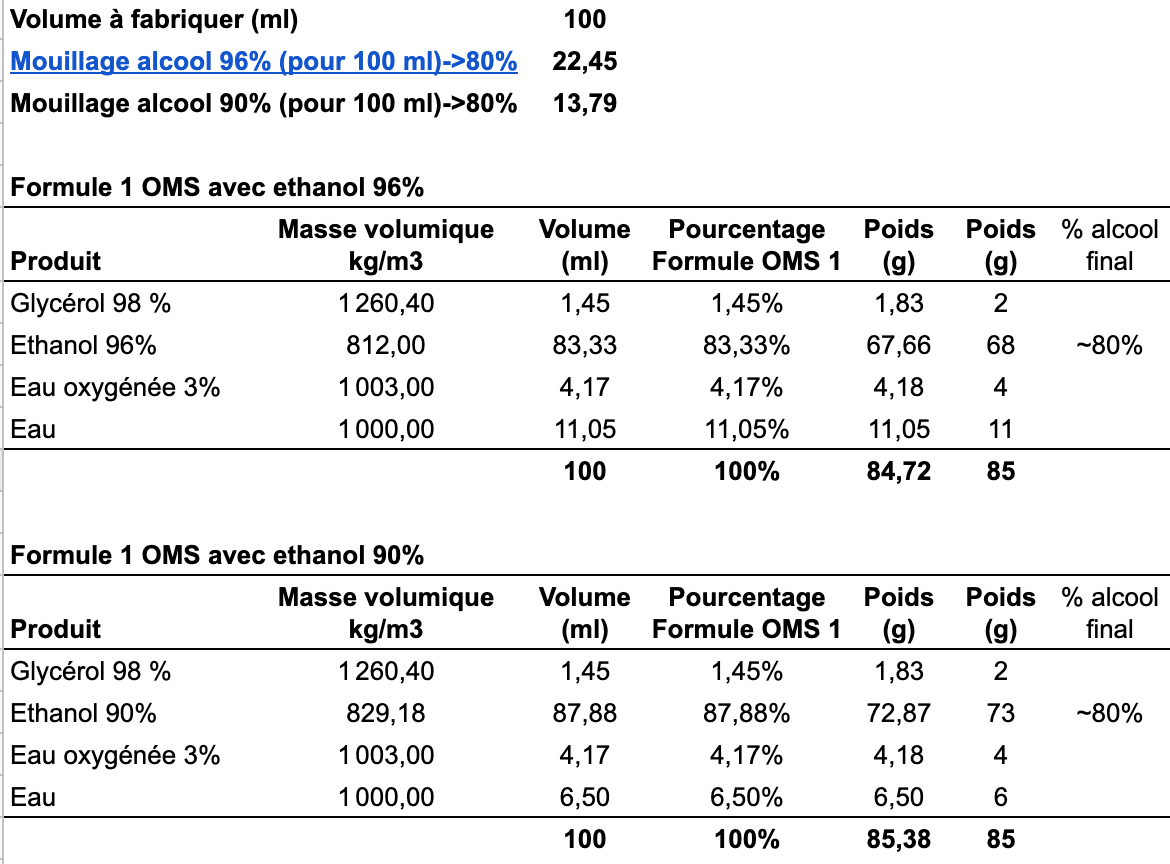 Volume à fabriquer (ml) 100
Mouillage alcool 96% (pour 100 ml)->80% 22,45
Mouillage alcool 90% (pour 100 ml)->80% 13,79
Formule 1 OMS avec ethanol 96%
Masse volumique Volume Pourcentage Poids Poids % alcool
Produit kg/m3 (ml) Formule OMS 1 (g) (g) final
Glycérol 98 % 1 260,40 1,45 1,45% 1,83 2
Ethanol 96% 812,00 83,33 83,33% 67,66 68 ~80%
Eau oxygénée 3% 1 003,00 4,17 4,17% 4,18 4
Eau 1 000,00 11,05 11,05% 11,05 11
100 100% 84,72 85
Formule 1 OMS avec ethanol 90%
Masse volumique Volume Pourcentage Poids Poids % alcool
Produit kg/m3 (ml) Formule OMS 1 (g) (g) final
Glycérol 98 % 1 260,40 1,45 1,45% 1,83 2
Ethanol 90% 829,18 87,88 87,88% 72,87 73 ~80%
Eau oxygénée 3% 1 003,00 4,17 4,17% 4,18 4
Eau 1 000,00 6,50 6,50% 6,50 6
100 100% 85,38 85